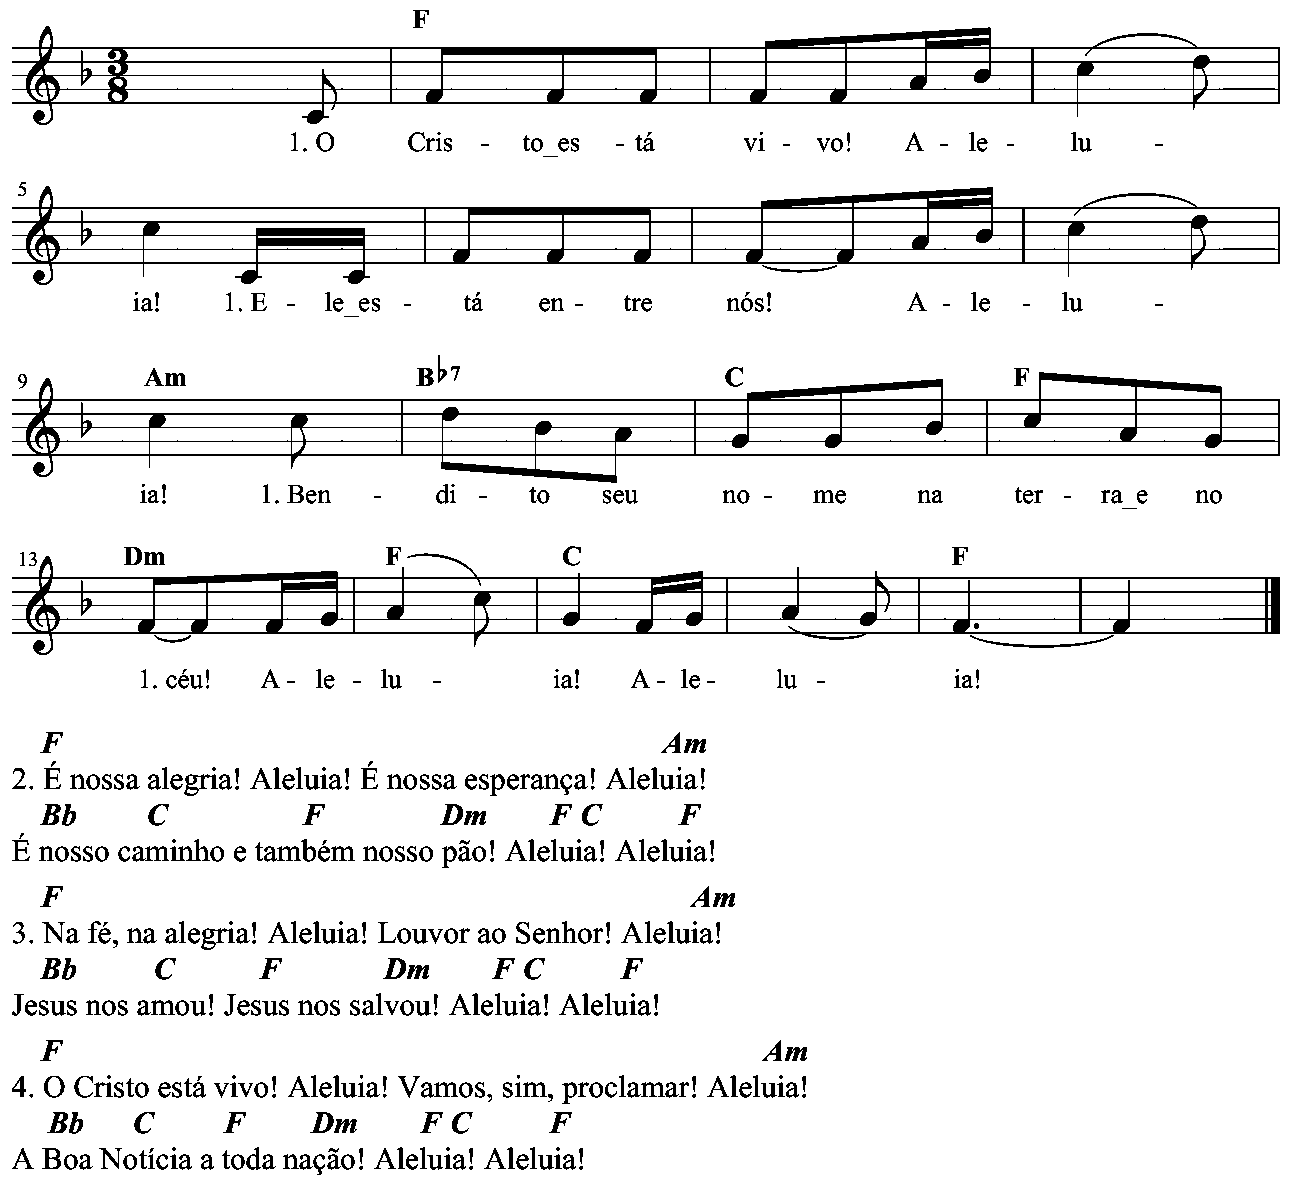 F
3
8
1. O Cris - to_es - tá vi - vo! A - le - lu -
5
ia! 1. E - le_es - tá en - tre nós! A - le - lu -
9 Am B♭7 C F
ia! 1. Ben - di - to seu no - me na ter - ra_e no
13 Dm F C F
1. céu! A - le - lu - ia! A - le - lu - ia!
F Am
2. É nossa alegria! Aleluia! É nossa esperança! Aleluia!
Bb C F Dm F C F
É nosso caminho e também nosso pão! Aleluia! Aleluia!
F Am
3. Na fé, na alegria! Aleluia! Louvor ao Senhor! Aleluia!
Bb C F Dm F C F
Jesus nos amou! Jesus nos salvou! Aleluia! Aleluia!
F Am
4. O Cristo está vivo! Aleluia! Vamos, sim, proclamar! Aleluia!
Bb C F Dm F C F
A Boa Notícia a toda nação! Aleluia! Aleluia!